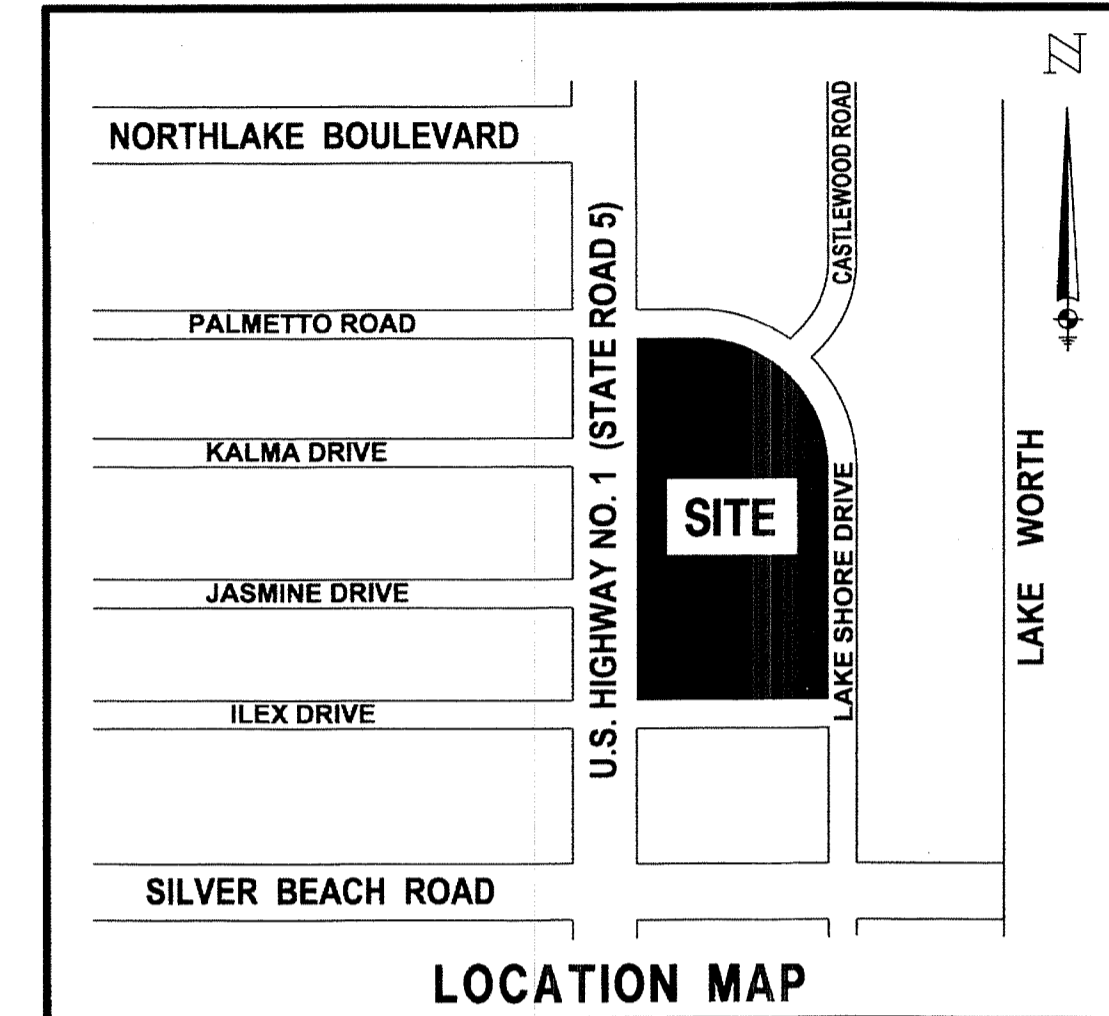 N
NORTHLAKE BOULEVARD
CASTLEWOOD ROAD
U.S. HIGHWAY NO. 1 (STATE ROAD 5)
PALMETTO ROAD
KALMA DRIVE
SITE
LAKE SHORE DRIVE
LAKE WORTH
JASMINE DRIVE
ILEX DRIVE
SILVER BEACH ROAD
LOCATION MAP